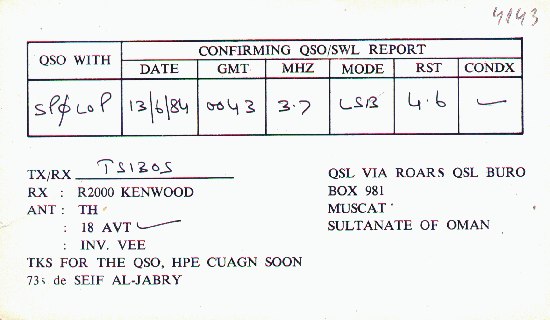 4143
QSO WITH
CONFIRMING QSO/SWL REPORT
DATE GMT MHZ MODE RST CONDX
SPØLOP 13/6/84 0043 3.7 LSB 4.6 –
TX/RX TS130S
RX : R2000 KENWOOD
ANT : TH
: 18 AVT
: INV. VEE
TKS FOR THE QSO, HPE CUAGN SOON
73s de SEIF AL-JABRY
QSL VIA ROARS QSL BURO
BOX 981
MUSCAT
SULTANATE OF OMAN